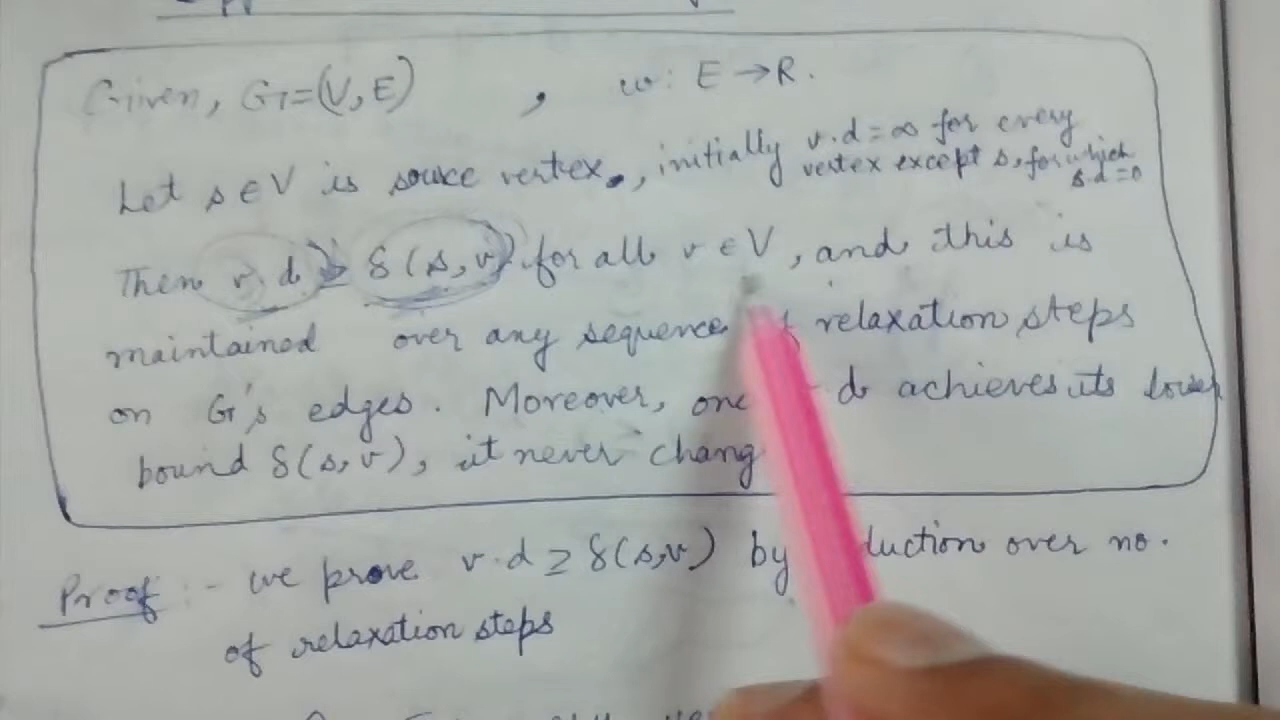 Given, G=(V,E) , w: E→R.
Let s∈V is souce vertex., initially v.d=∞ for every
vertex except s, for which
s.d=0
Then v.d ≥ δ(s,v) for all v∈V, and this is
maintained over any sequence relaxation steps
on G's edges. Moreover, d achieves its lower
bound δ(s,v), it never chang
Proof :- we prove v.d ≥ δ(s,v) by duction over no.
of relaxation steps